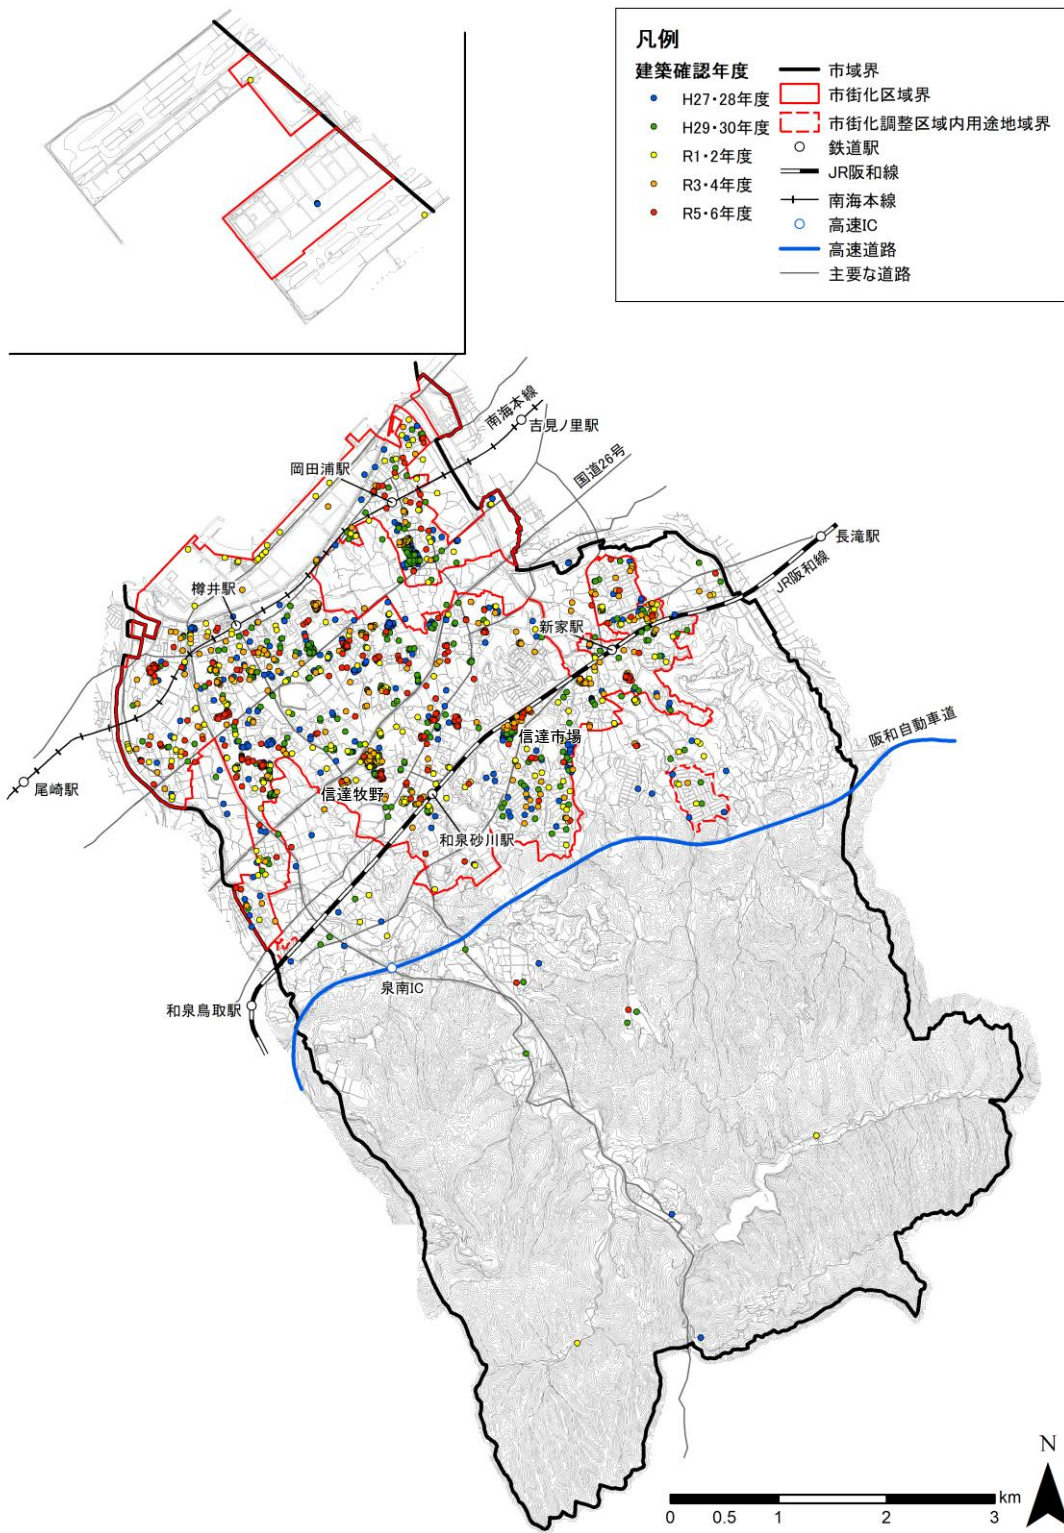 凡例
建築確認年度
H27・28年度
H29・30年度
R1・2年度
R3・4年度
R5・6年度
市域界
市街化区域界
市街化調整区域内用途地域界
鉄道駅
JR阪和線
南海本線
高速IC
高速道路
主要な道路
南海本線
吉見ノ里駅
岡田浦駅
国道26号
長滝駅
JR阪和線
樽井駅
新家駅
阪和自動車道
信達市場
尾崎駅
信達牧野
和泉砂川駅
泉南IC
和泉鳥取駅
N
km
0 0.5 1 2 3